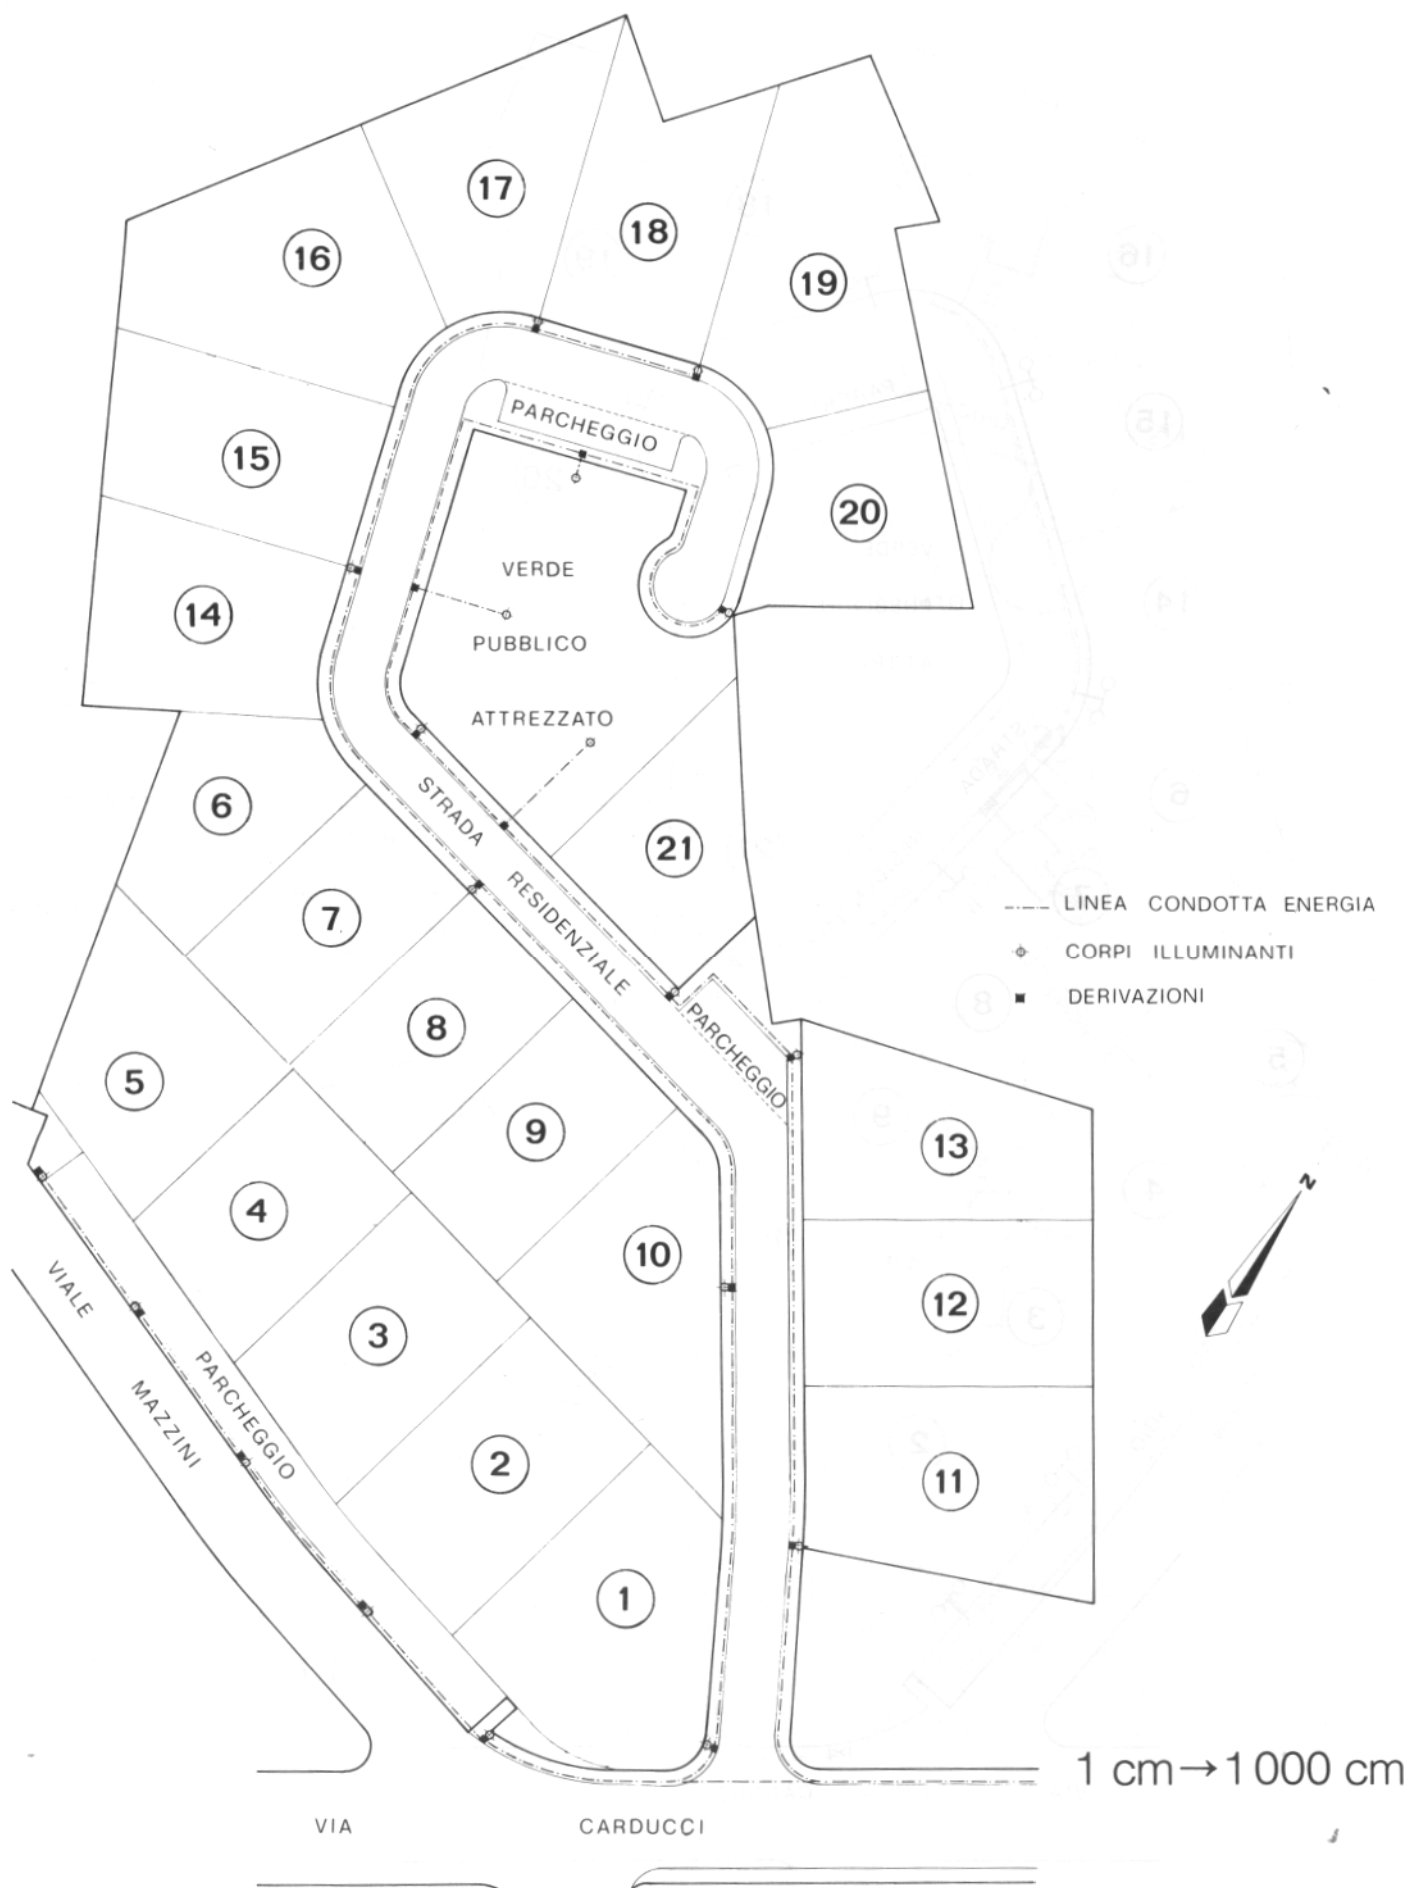 17
18
16
19
PARCHEGGIO
15
20
VERDE
14
PUBBLICO
ATTREZZATO
6
STRADA
21
7
RESIDENZIALE
LINEA CONDOTTA ENERGIA
CORPI ILLUMINANTI
DERIVAZIONI
8
PARCHEGGIO
5
9
13
4
N
10
12
VIALE
3
PARCHEGGIO
MAZZINI
2
11
1
1 cm→1000 cm
VIA CARDUCCI